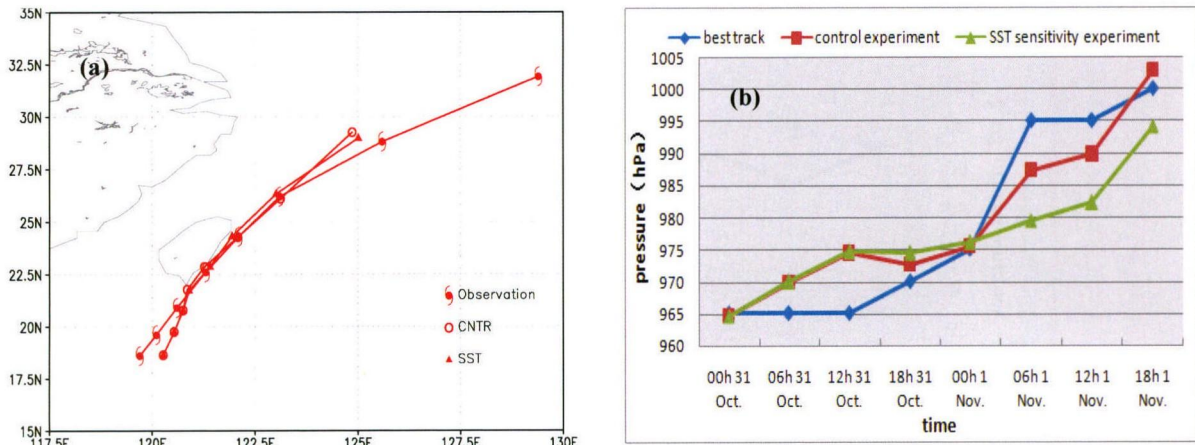 35N
32.5N
30N
27.5N
25N
22.5N
20N
17.5N
15N
(a)
Observation
CNTR
SST
117.5E 120E 122.5E 125E 127.5E 130E
best track control experiment SST sensitivity experiment
(b)
pressure (hPa)
1005
1000
995
990
985
980
975
970
965
960
00h 31 06h 31 12h 31 18h 31 00h 1 06h 1 12h 1 18h 1
Oct. Oct. Oct. Oct. Nov. Nov. Nov. Nov.
time